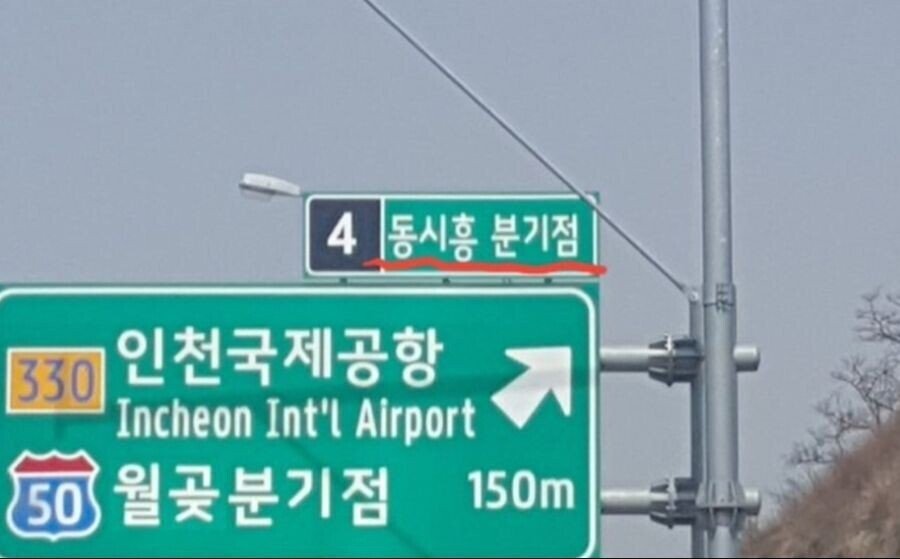 4 동시흥 분기점
330 인천국제공항
Incheon Int'l Airport
50 월곶분기점 150m